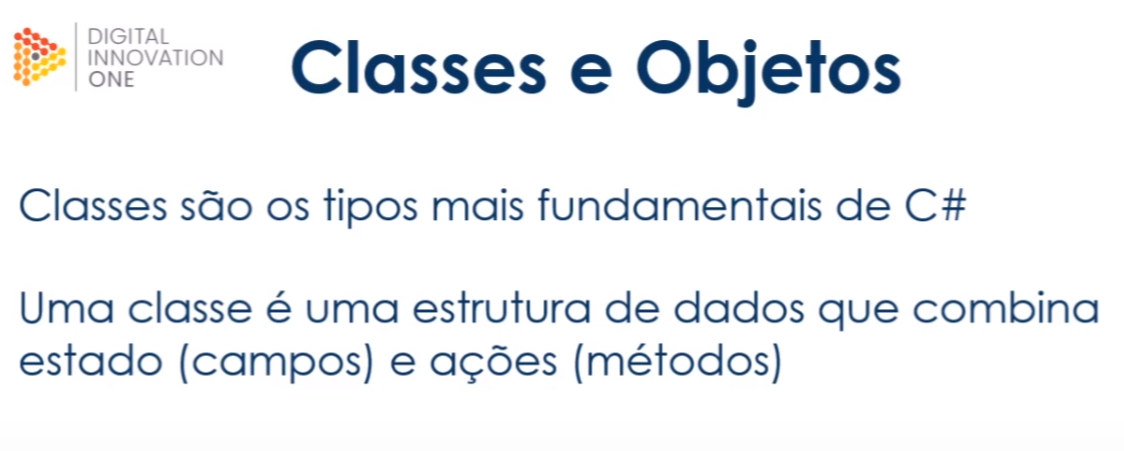 DIGITAL
INNOVATION
ONE
Classes e Objetos
Classes são os tipos mais fundamentais de C#
Uma classe é uma estrutura de dados que combina
estado (campos) e ações (métodos)